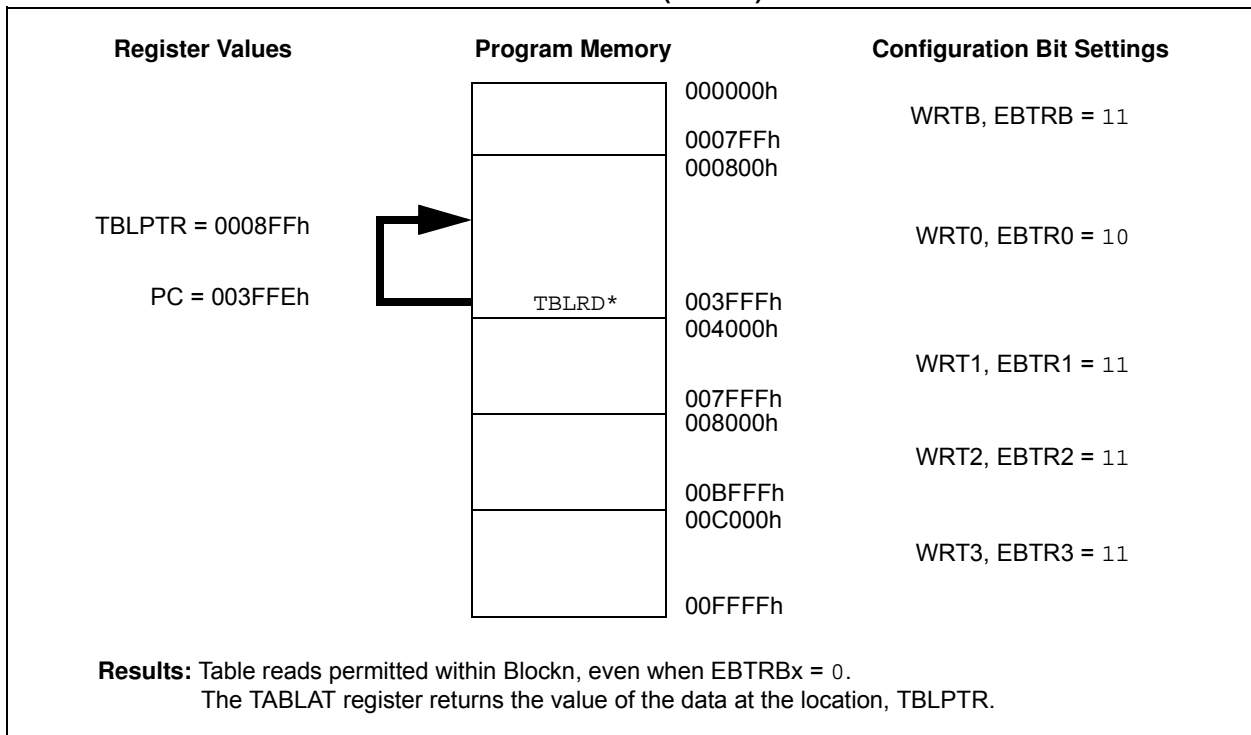 Register Values
Program Memory
Configuration Bit Settings
000000h
WRTB, EBTRB = 11
0007FFh
000800h
TBLPTR = 0008FFh
WRT0, EBTR0 = 10
PC = 003FFEh
TBLRD*
003FFFh
004000h
WRT1, EBTR1 = 11
007FFFh
008000h
WRT2, EBTR2 = 11
00BFFFh
00C000h
WRT3, EBTR3 = 11
00FFFFh
Results: Table reads permitted within Blockn, even when EBTRBx = 0.
The TABLAT register returns the value of the data at the location, TBLPTR.